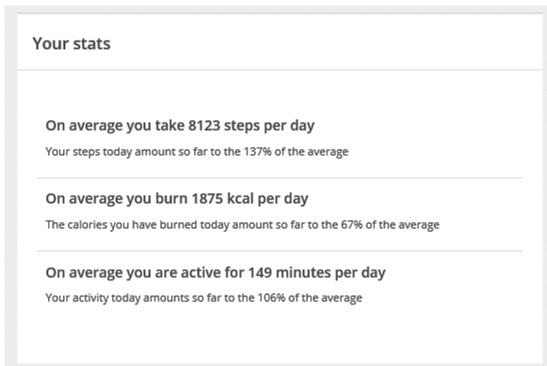 Your stats
On average you take 8123 steps per day
Your steps today amount so far to the 137% of the average
On average you burn 1875 kcal per day
The calories you have burned today amount so far to the 67% of the average
On average you are active for 149 minutes per day
Your activity today amounts so far to the 106% of the average